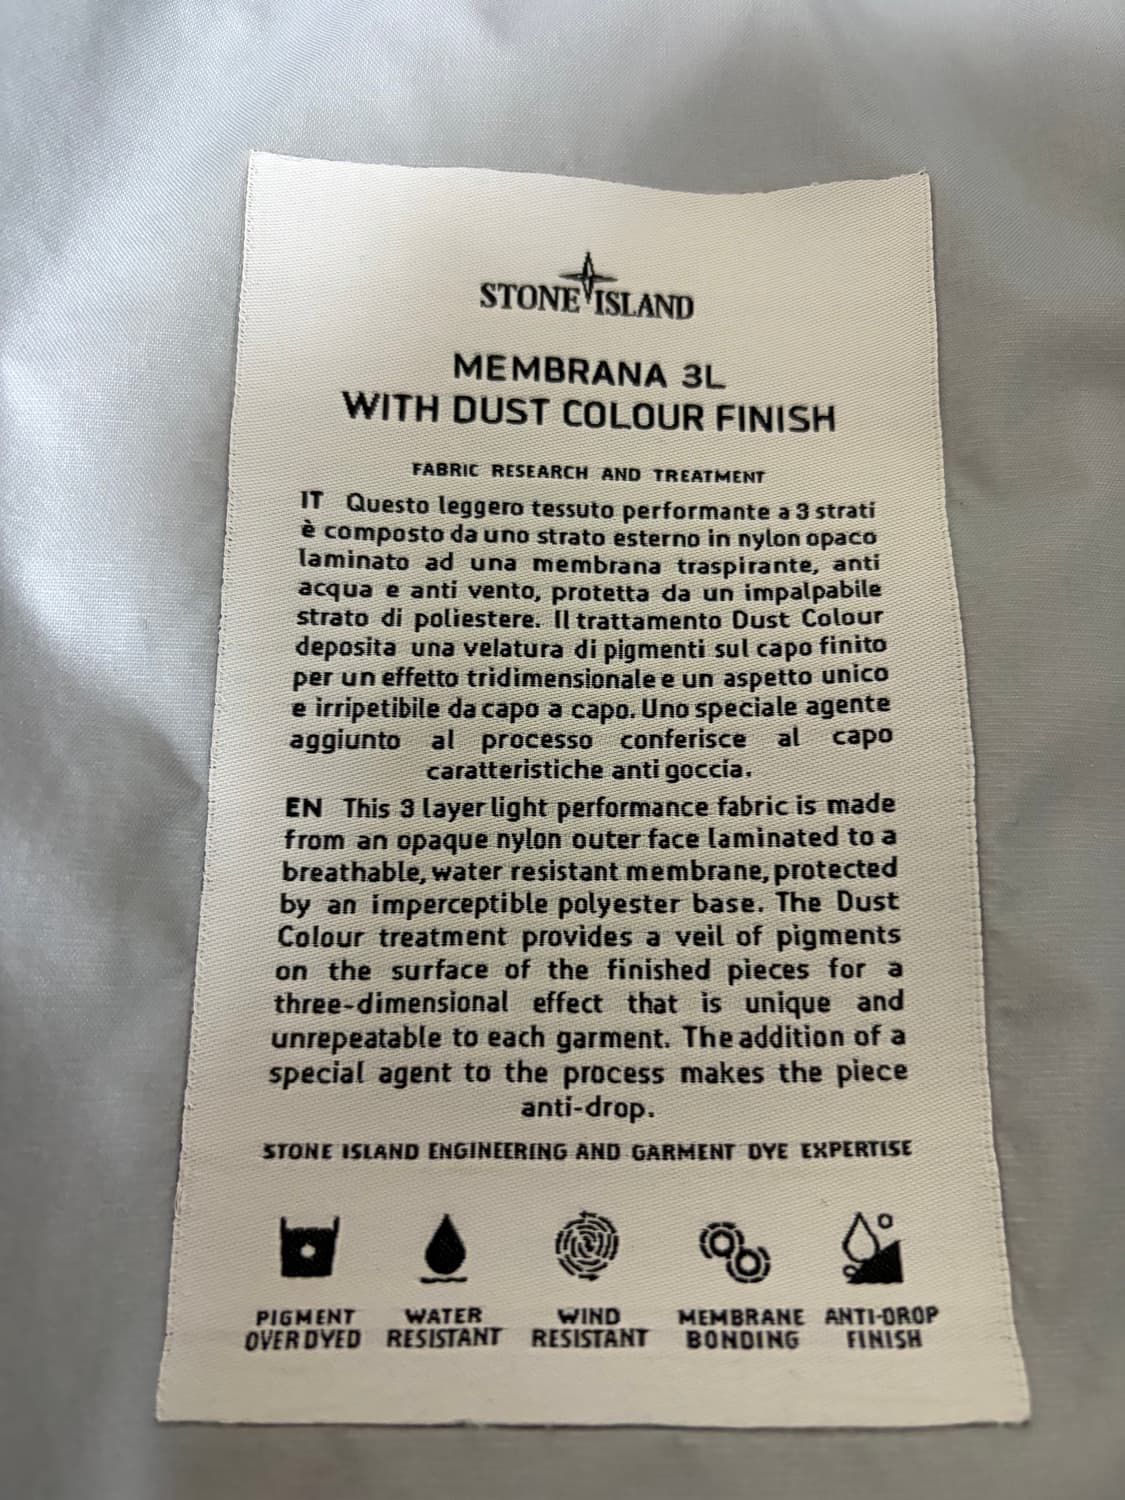 STONE ISLAND
MEMBRANA 3L
WITH DUST COLOUR FINISH
FABRIC RESEARCH AND TREATMENT
IT Questo leggero tessuto performante a 3 strati
è composto da uno strato esterno in nylon opaco
laminato ad una membrana traspirante, anti
acqua e anti vento, protetta da un impalpabile
strato di poliestere. Il trattamento Dust Colour
deposita una velatura di pigmenti sul capo finito
per un effetto tridimensionale e un aspetto unico
e irripetibile da capo a capo. Uno speciale agente
aggiunto al processo conferisce al capo
caratteristiche anti goccia.
EN This 3 layer light performance fabric is made
from an opaque nylon outer face laminated to a
breathable, water resistant membrane, protected
by an imperceptible polyester base. The Dust
Colour treatment provides a veil of pigments
on the surface of the finished pieces for a
three-dimensional effect that is unique and
unrepeatable to each garment. The addition of a
special agent to the process makes the piece
anti-drop.
STONE ISLAND ENGINEERING AND GARMENT DYE EXPERTISE
PIGMENT
OVER DYED
WATER
RESISTANT
WIND
RESISTANT
MEMBRANE
BONDING
ANTI-DROP
FINISH